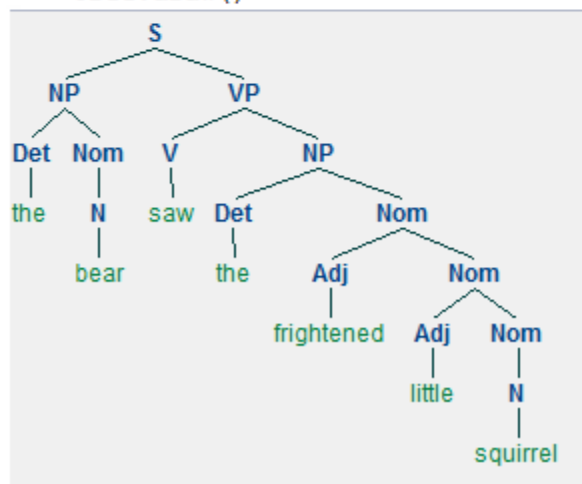 S
NP VP
Det Nom V NP
the N saw Det Nom
bear the Adj Nom
frightened Adj Nom
little N
squirrel